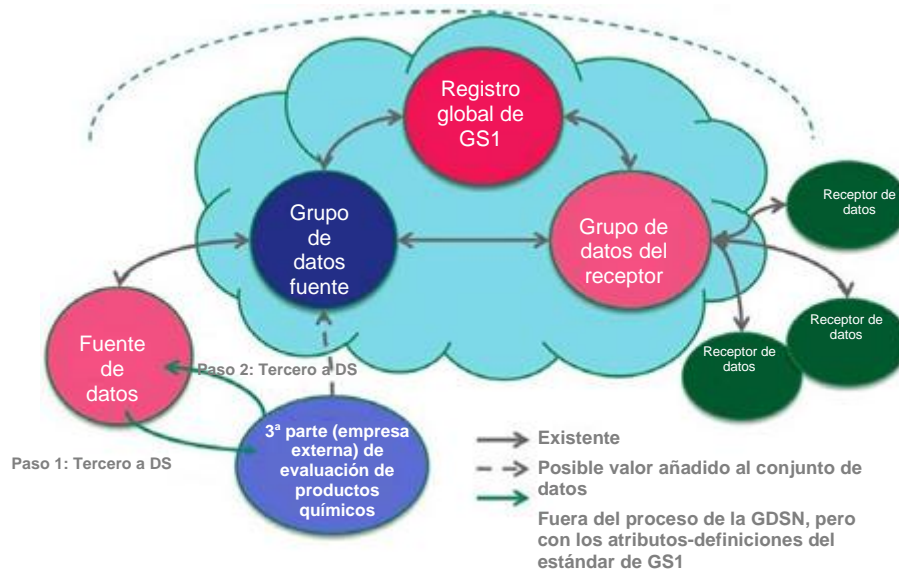 Registro
global de
GS1
Grupo
de
datos
fuente
Grupo de
datos del
receptor
Receptor de
datos
Receptor de
datos
Receptor de
datos
Fuente
de
datos
Paso 2: Tercero a DS
Paso 1: Tercero a DS
3ª parte (empresa
externa) de
evaluación de
productos
químicos
Existente
Posible valor añadido al conjunto de
datos
Fuera del proceso de la GDSN, pero
con los atributos-definiciones del
estándar de GS1